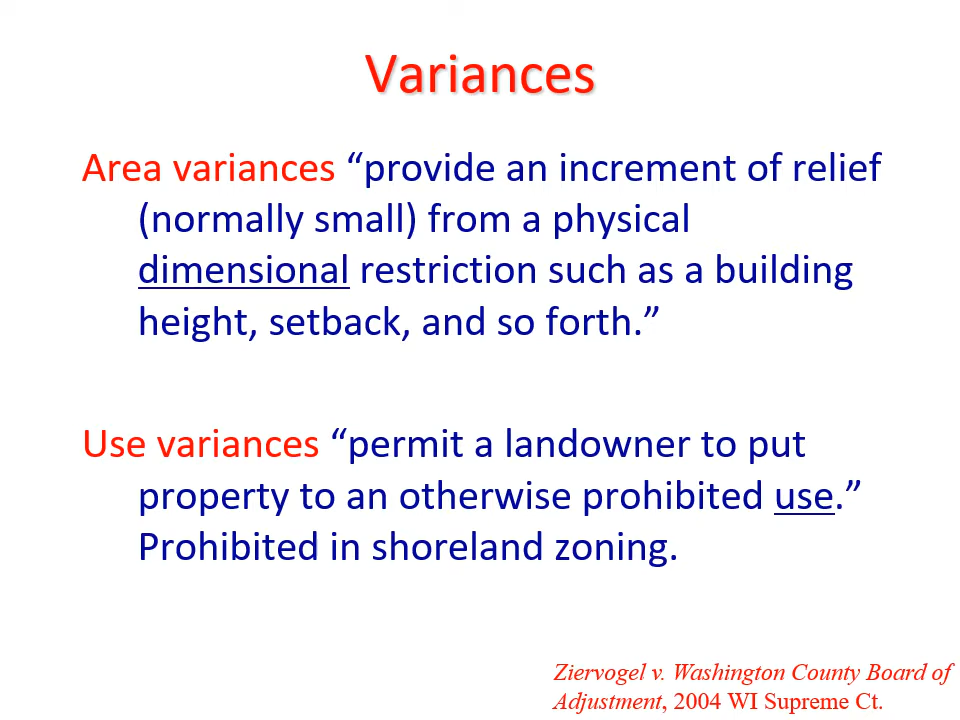 Variances
Area variances “provide an increment of relief
(normally small) from a physical
dimensional restriction such as a building
height, setback, and so forth.”
Use variances “permit a landowner to put
property to an otherwise prohibited use.”
Prohibited in shoreland zoning.
Ziervogel v. Washington County Board of
Adjustment, 2004 WI Supreme Ct.